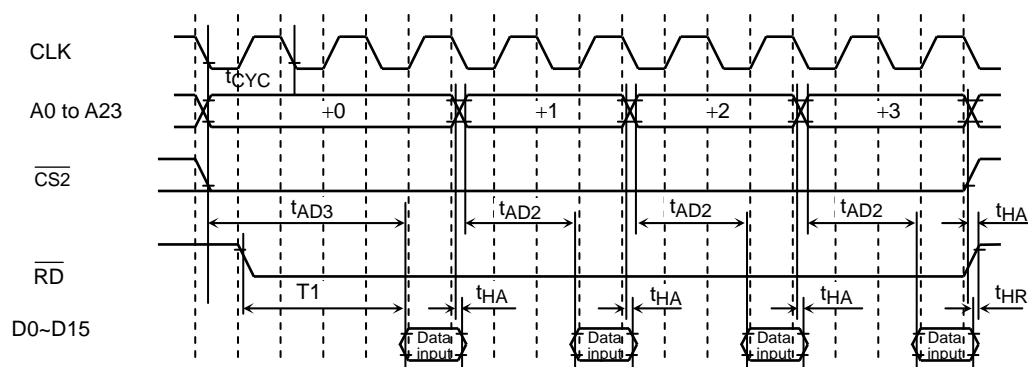 CLK
tCYC
A0 to A23
+0
+1
+2
+3
CS2
tAD3
tAD2
tAD2
tAD2
tHA
RD
T1
tHA
tHA
tHA
tHR
D0~D15
Data input
Data input
Data input
Data input